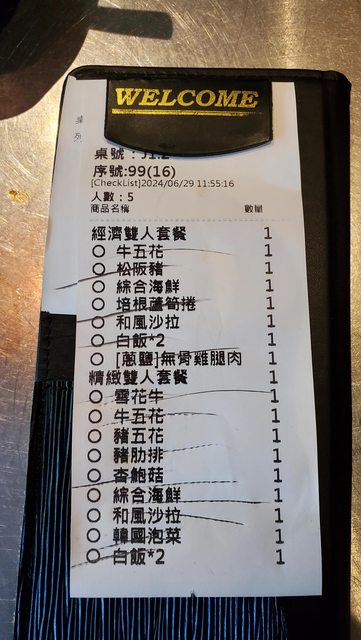 WELCOME
桌號：
序號:99(16)
[CheckList]2024/06/29 11:55:16
人數：5
商品名稱 數量
經濟雙人套餐 1
○ 牛五花 1
○ 松阪豬 1
○ 綜合海鮮 1
○ 培根蘆筍捲 1
○ 和風沙拉 1
○ 白飯*2 1
○ [蔥鹽]無骨雞腿肉 1
精緻雙人套餐 1
○ 雪花牛 1
○ 牛五花 1
○ 豬五花 1
○ 豬肋排 1
○ 杏鮑菇 1
○ 綜合海鮮 1
○ 和風沙拉 1
○ 韓國泡菜 1
○ 白飯*2 1